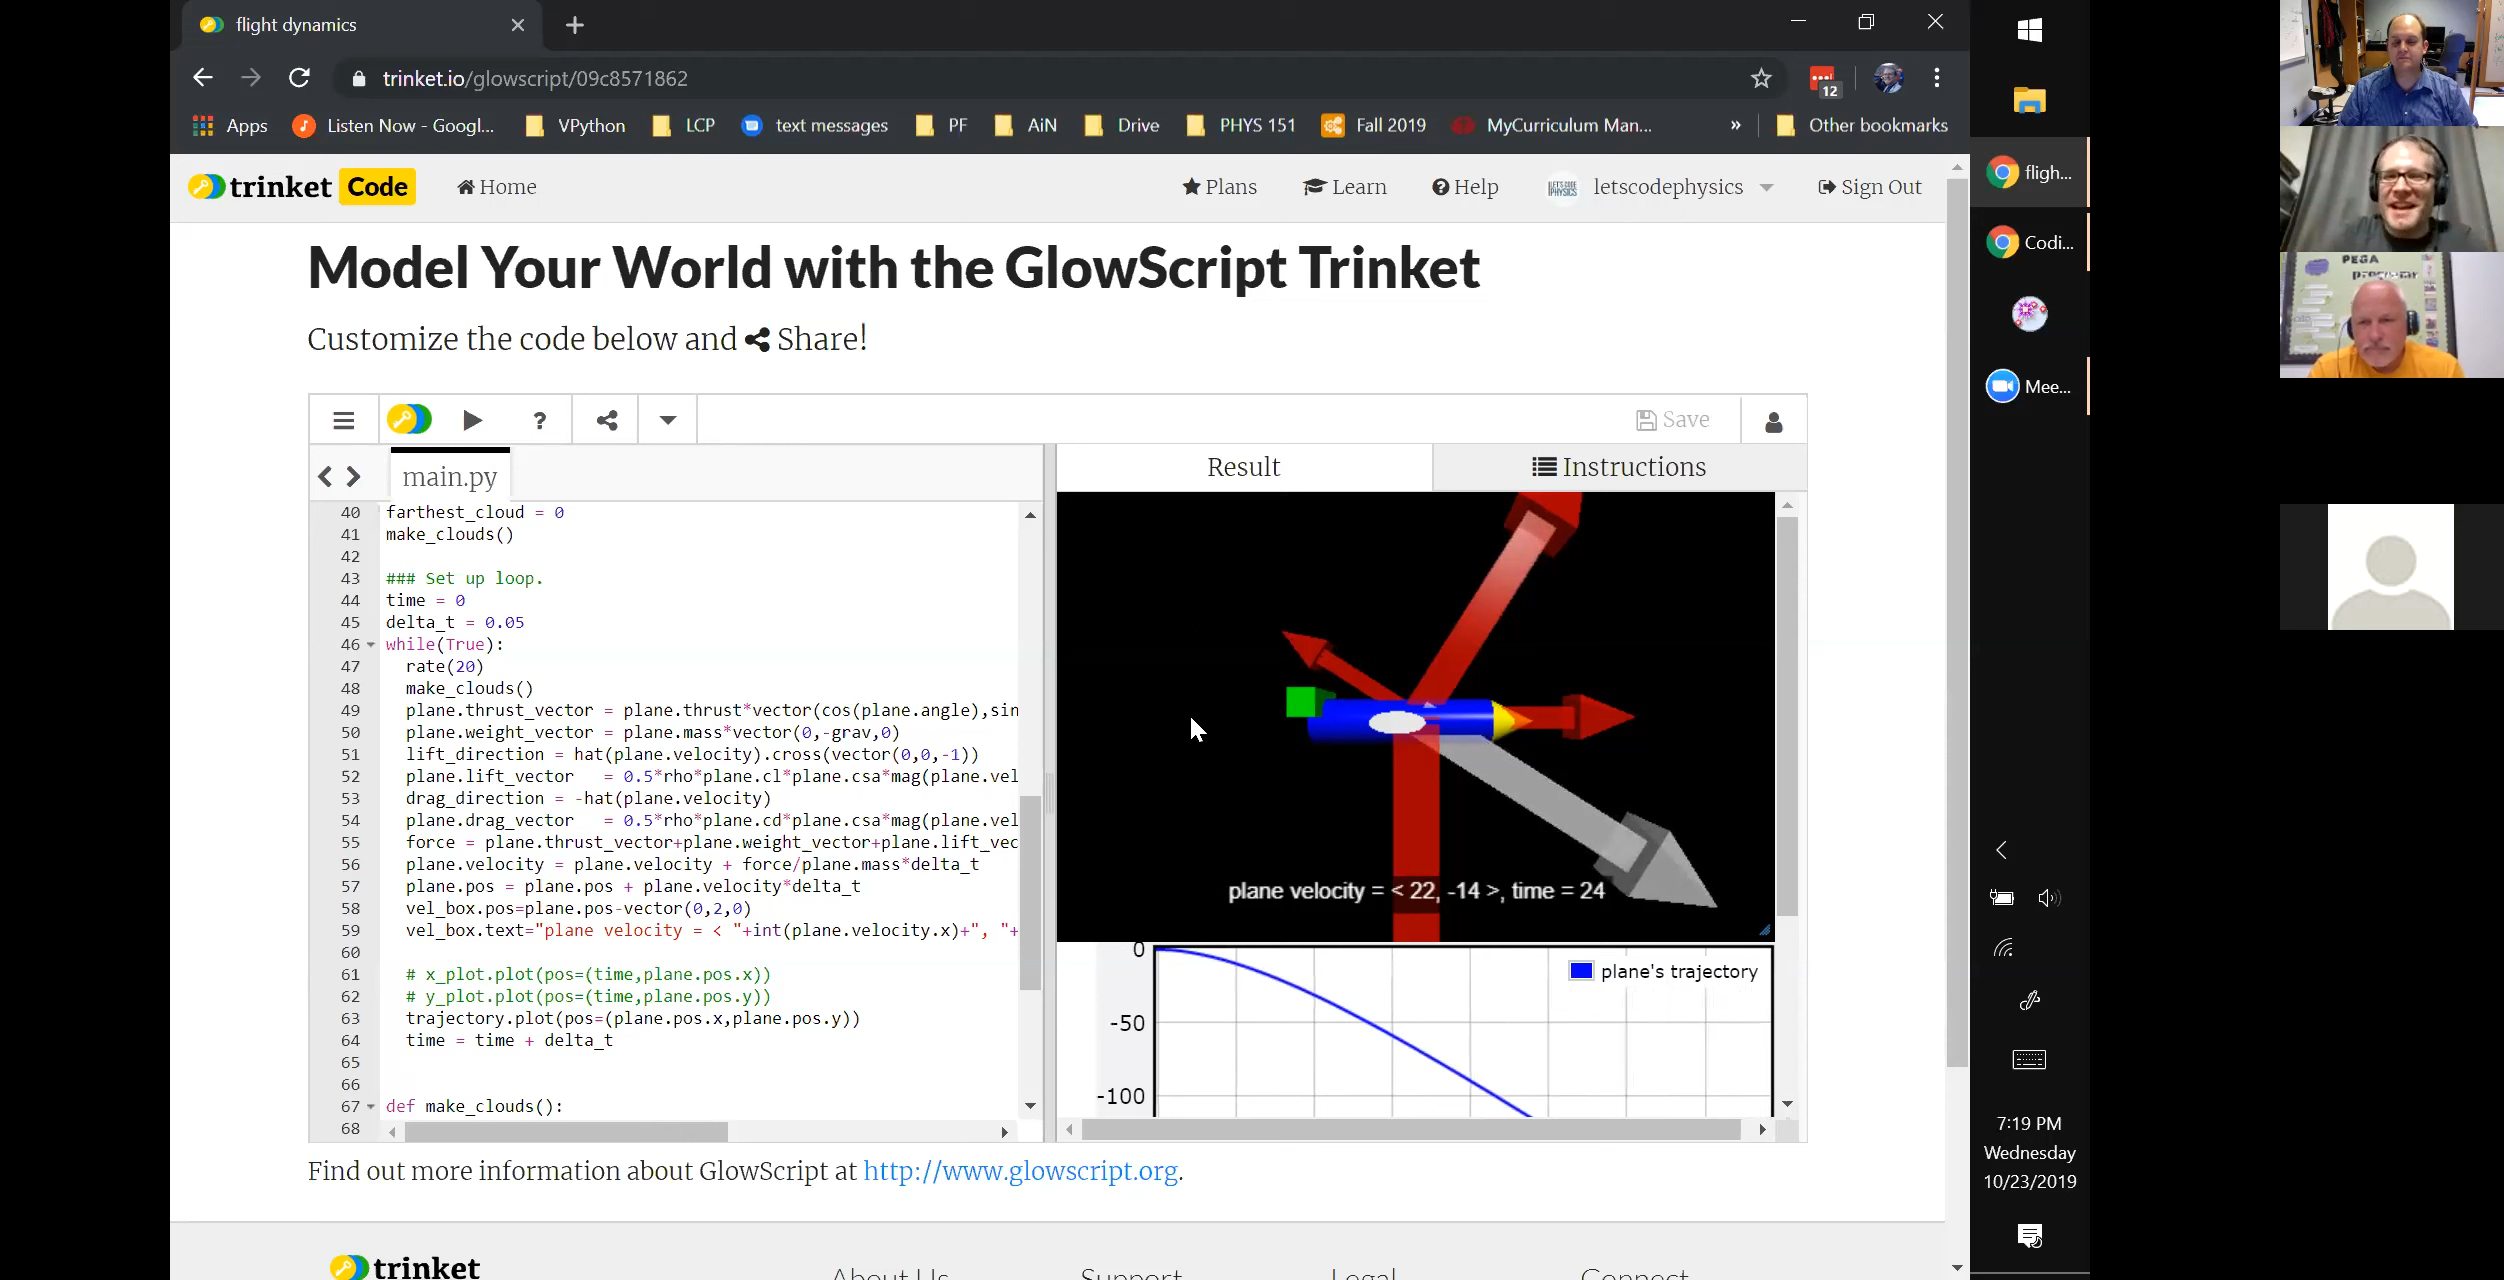 flight dynamics
trinket.io/glowscript/09c8571862
12
Apps Listen Now - Googl... VPython LCP text messages PF AiN Drive PHYS 151 Fall 2019 MyCurriculum Man... » Other bookmarks
trinket Code Home Plans Learn Help letscodephysics Sign Out
Model Your World with the GlowScript Trinket
Customize the code below and Share!
? Save
main.py
Result Instructions
40 farthest_cloud = 0
41 make_clouds()
42
43 ### Set up loop.
44 time = 0
45 delta_t = 0.05
46 while(True):
47 rate(20)
48 make_clouds()
49 plane.thrust_vector = plane.thrust*vector(cos(plane.angle),sin
50 plane.weight_vector = plane.mass*vector(0,-grav,0)
51 lift_direction = hat(plane.velocity).cross(vector(0,0,-1))
52 plane.lift_vector = 0.5*rho*plane.cl*plane.csa*mag(plane.vel
53 drag_direction = -hat(plane.velocity)
54 plane.drag_vector = 0.5*rho*plane.cd*plane.csa*mag(plane.vel
55 force = plane.thrust_vector+plane.weight_vector+plane.lift_vec
56 plane.velocity = plane.velocity + force/plane.mass*delta_t
57 plane.pos = plane.pos + plane.velocity*delta_t
58 vel_box.pos=plane.pos-vector(0,2,0)
59 vel_box.text="plane velocity = < "+int(plane.velocity.x)+", "+
60
61 # x_plot.plot(pos=(time,plane.pos.x))
62 # y_plot.plot(pos=(time,plane.pos.y))
63 trajectory.plot(pos=(plane.pos.x,plane.pos.y))
64 time = time + delta_t
65
66
67 def make_clouds():
68
plane velocity = < 22, -14 >, time = 24
0
-50
-100
plane's trajectory
Find out more information about GlowScript at http://www.glowscript.org.
trinket About Us Support Legal Connect
fligh...
Codi...
Mee...
7:19 PM
Wednesday
10/23/2019
PEGA